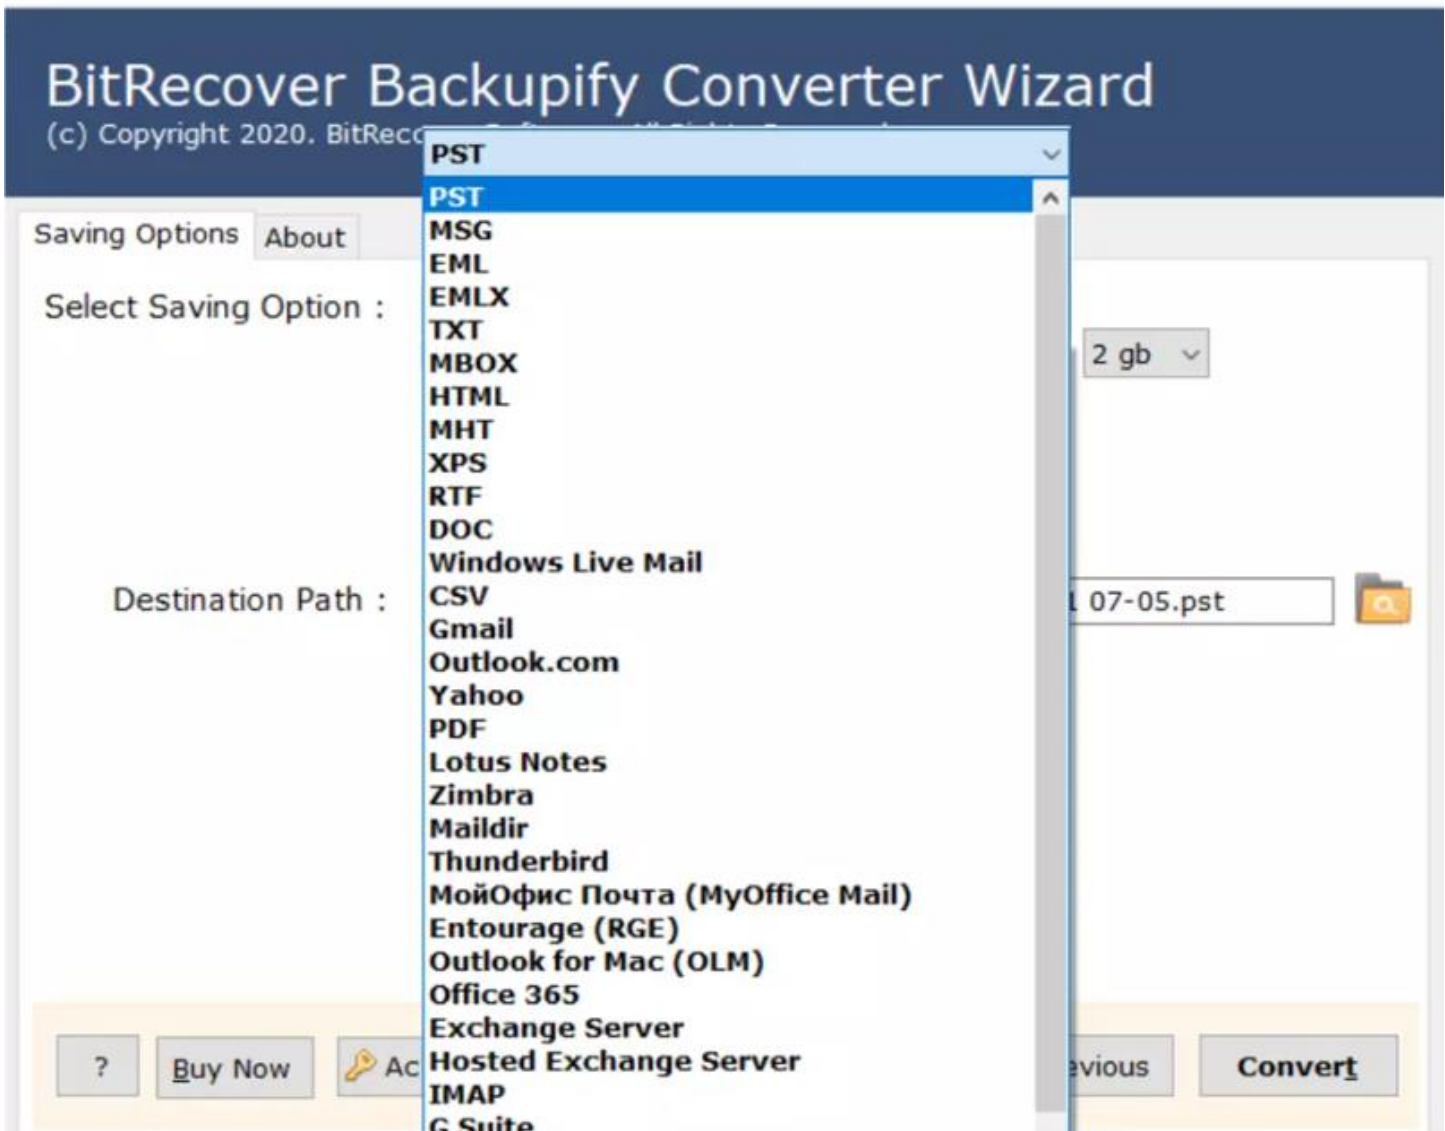 BitRecover Backupify Converter Wizard
(c) Copyright 2020. BitReco
PST
PST
MSG
EML
EMLX
TXT
MBOX
HTML
MHT
XPS
RTF
DOC
Windows Live Mail
CSV
Gmail
Outlook.com
Yahoo
PDF
Lotus Notes
Zimbra
Maildir
Thunderbird
МойОфис Почта (MyOffice Mail)
Entourage (RGE)
Outlook for Mac (OLM)
Office 365
Exchange Server
Hosted Exchange Server
IMAP
G Suite
Saving Options About
Select Saving Option :
2 gb
Destination Path :
07-05.pst
? Buy Now Ac
evious Convert